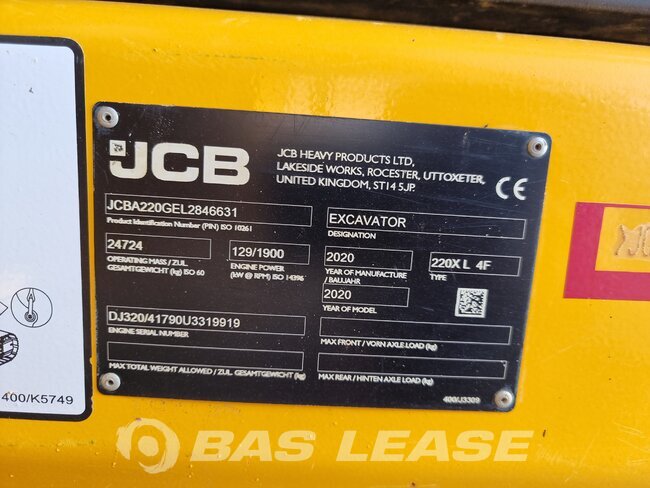 JCB
JCB HEAVY PRODUCTS LTD,
LAKESIDE WORKS, ROCESTER, UTTOXETER,
UNITED KINGDOM, ST14 5JP.
CE
JCBA220GEL2846631
Product Identification Number (PIN) ISO 10261
EXCAVATOR
DESIGNATION
24724
OPERATING MASS / ZUL.
GESAMTGEWICHT (kg) ISO 60
129/1900
ENGINE POWER
(kW @ RPM) ISO 14396
2020
YEAR OF MANUFACTURE
/ BAUJAHR
220X L 4F
TYPE
2020
YEAR OF MODEL
DJ320/41790U3319919
ENGINE SERIAL NUMBER
MAX FRONT / VORN AXLE LOAD (kg)
MAX TOTAL WEIGHT ALLOWED / ZUL. GESAMTGEWICHT (kg)
MAX REAR / HINTEN AXLE LOAD (kg)
400/J3309
400/K5749
BAS LEASE